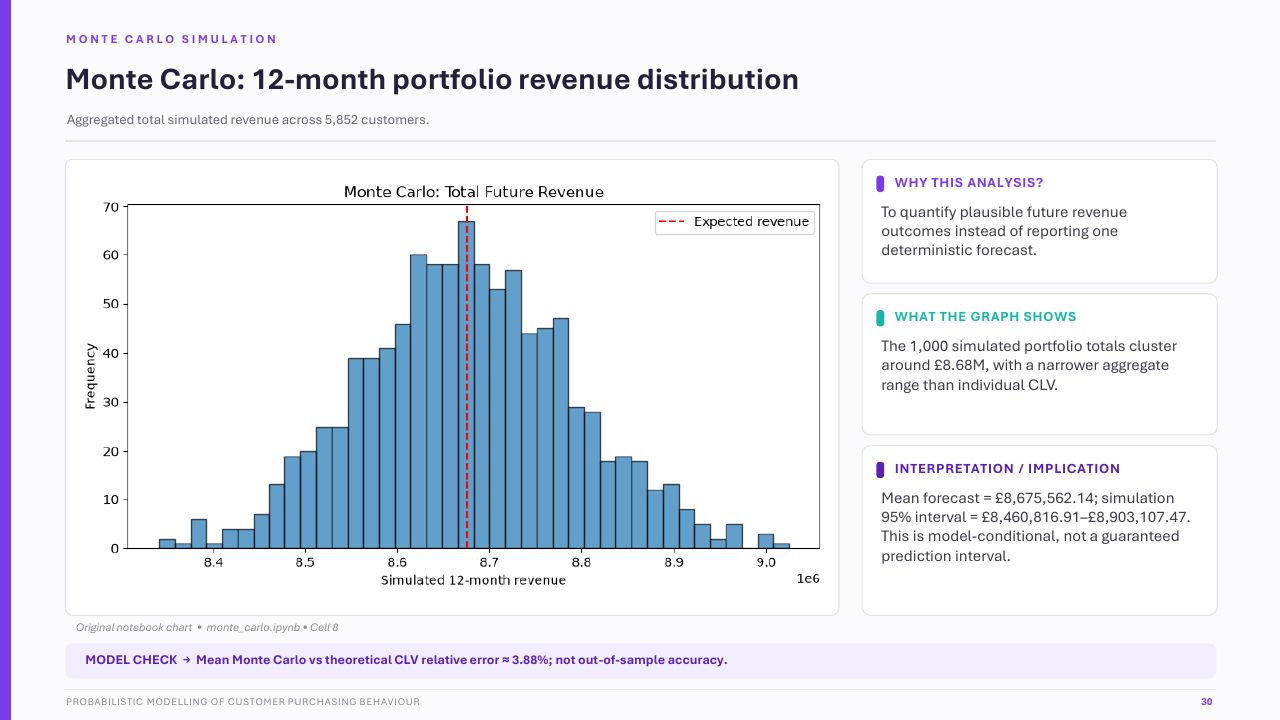 MONTE CARLO SIMULATION
Monte Carlo: 12-month portfolio revenue distribution
Aggregated total simulated revenue across 5,852 customers.
Monte Carlo: Total Future Revenue
Expected revenue
70
60
50
40
30
20
10
0
Frequency
8.4 8.5 8.6 8.7 8.8 8.9 9.0
Simulated 12-month revenue
1e6
Original notebook chart • monte_carlo.ipynb • Cell 8
WHY THIS ANALYSIS?
To quantify plausible future revenue
outcomes instead of reporting one
deterministic forecast.
WHAT THE GRAPH SHOWS
The 1,000 simulated portfolio totals cluster
around £8.68M, with a narrower aggregate
range than individual CLV.
INTERPRETATION / IMPLICATION
Mean forecast = £8,675,562.14; simulation
95% interval = £8,460,816.91–£8,903,107.47.
This is model-conditional, not a guaranteed
prediction interval.
MODEL CHECK → Mean Monte Carlo vs theoretical CLV relative error ≈ 3.88%; not out-of-sample accuracy.
PROBABILISTIC MODELLING OF CUSTOMER PURCHASING BEHAVIOUR
30